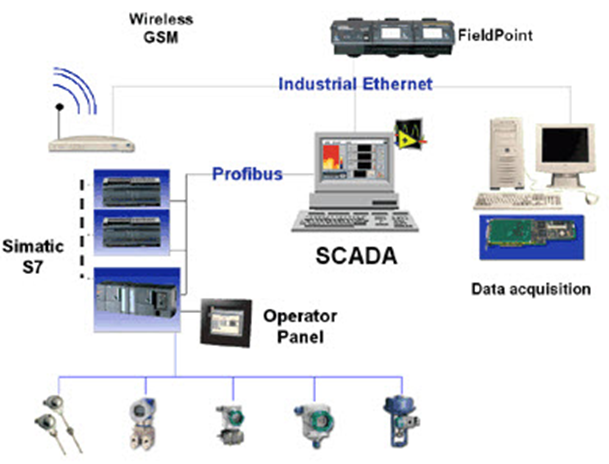 Wireless
GSM
FieldPoint
Industrial Ethernet
Profibus
Simatic
S7
SCADA
Data acquisition
Operator
Panel